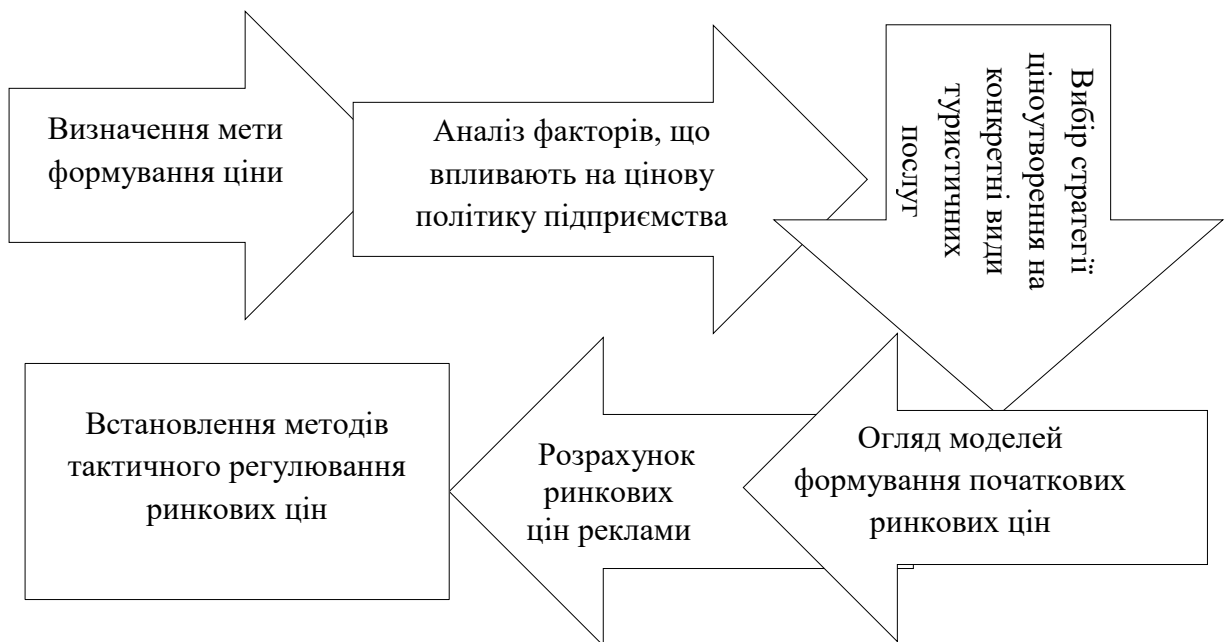 Визначення мети
формування ціни
Аналіз факторів, що
впливають на цінову
політику підприємства
Вибір стратегії
ціноутворення на
конкретні види
туристичних
послуг
Огляд моделей
формування початкових
ринкових цін
Розрахунок
ринкових
цін реклами
Встановлення методів
тактичного регулювання
ринкових цін